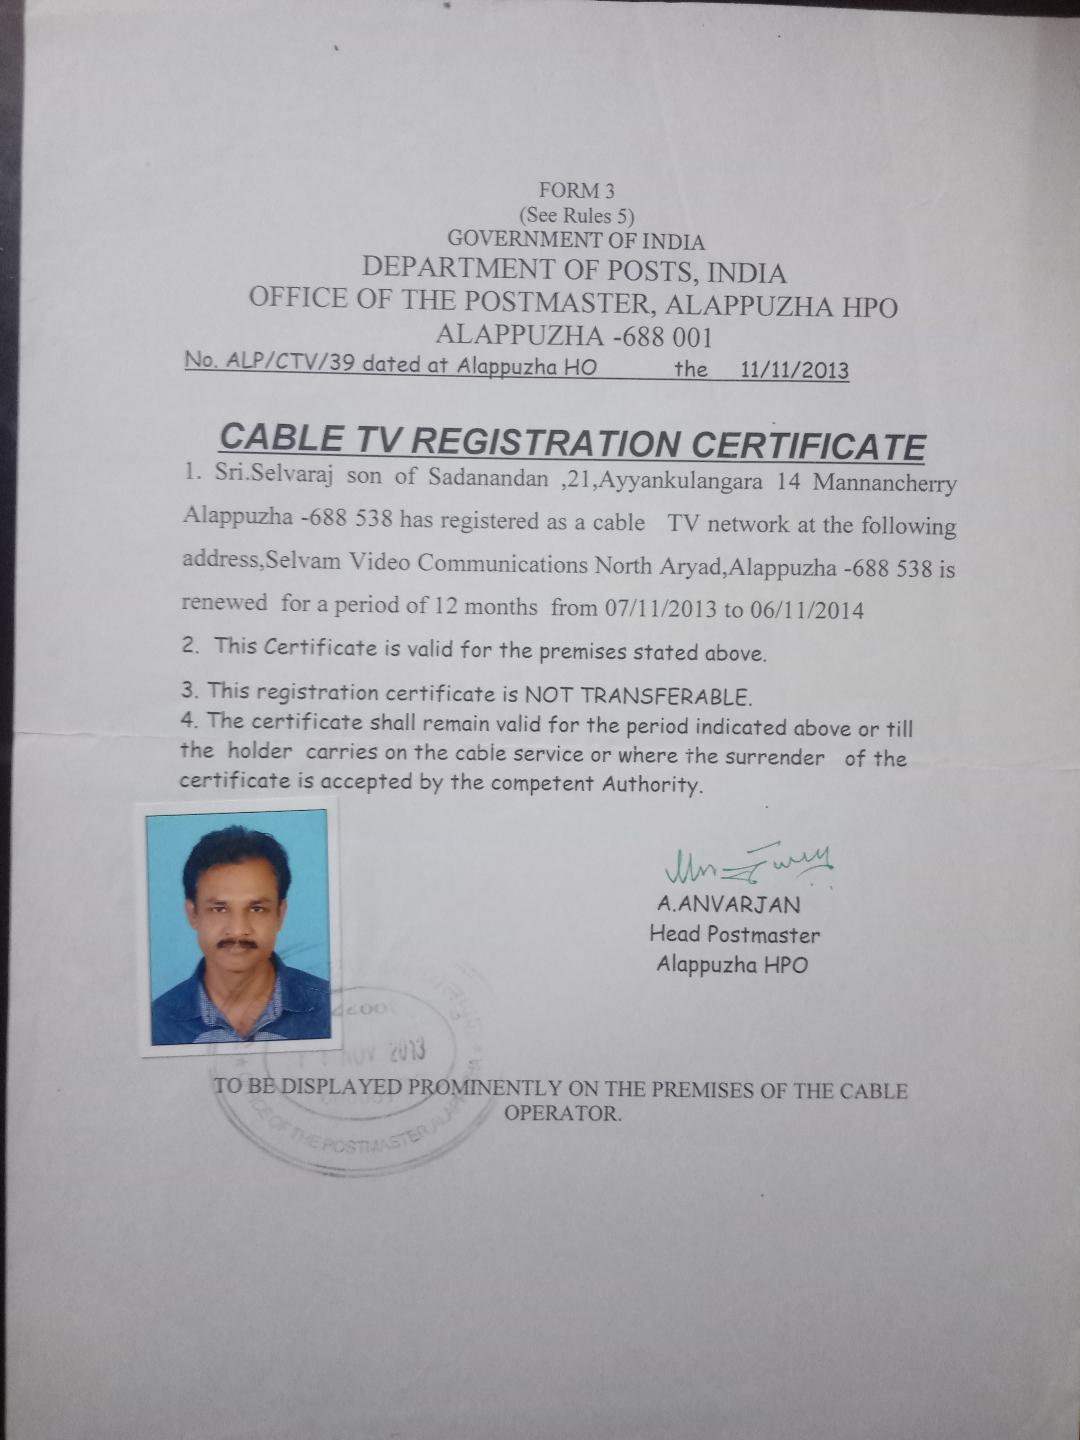 FORM 3
(See Rules 5)
GOVERNMENT OF INDIA
DEPARTMENT OF POSTS, INDIA
OFFICE OF THE POSTMASTER, ALAPPUZHA HPO
ALAPPUZHA -688 001
No. ALP/CTV/39 dated at Alappuzha HO the 11/11/2013
CABLE TV REGISTRATION CERTIFICATE
1. Sri.Selvaraj son of Sadanandan ,21,Ayyankulangara 14 Mannancherry
Alappuzha -688 538 has registered as a cable TV network at the following
address,Selvam Video Communications North Aryad,Alappuzha -688 538 is
renewed for a period of 12 months from 07/11/2013 to 06/11/2014
2. This Certificate is valid for the premises stated above.
3. This registration certificate is NOT TRANSFERABLE.
4. The certificate shall remain valid for the period indicated above or till
the holder carries on the cable service or where the surrender of the
certificate is accepted by the competent Authority.
A.ANVARJAN
Head Postmaster
Alappuzha HPO
NOV 2013
OFFICE OF THE POSTMASTER ALAPPUZHA
TO BE DISPLAYED PROMINENTLY ON THE PREMISES OF THE CABLE
OPERATOR.